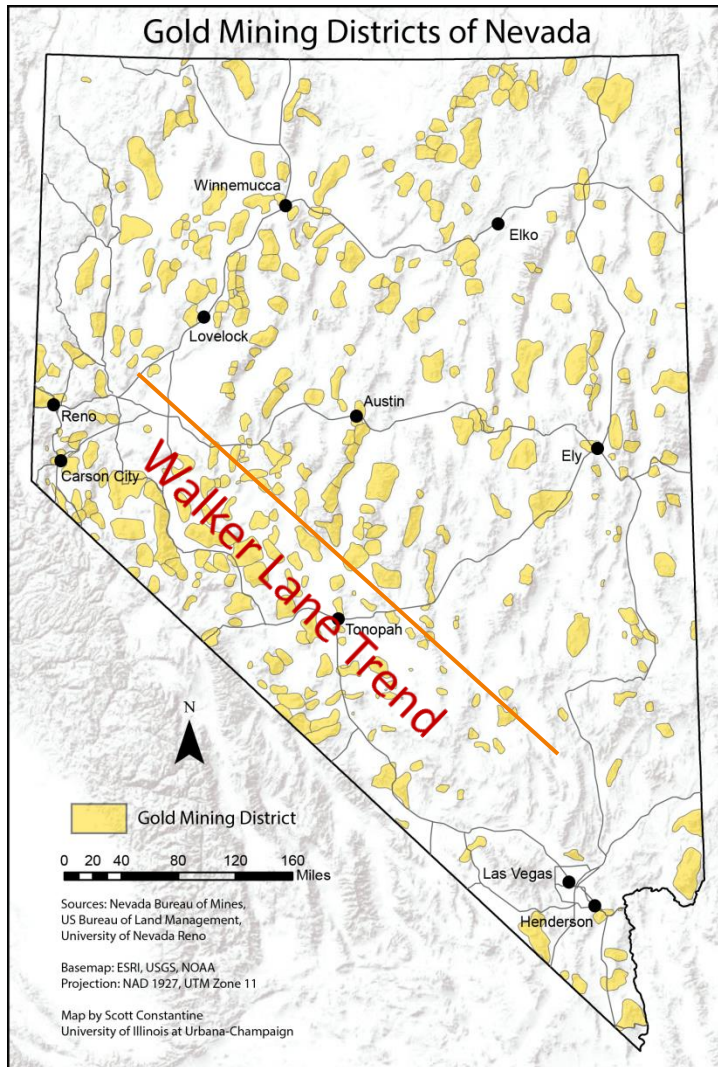 Gold Mining Districts of Nevada
Winnemucca
Elko
Lovelock
Austin
Reno
Ely
Carson City
Walker Lane Trend
Tonopah
N
Gold Mining District
0 20 40 80 120 160
Miles
Las Vegas
Henderson
Sources: Nevada Bureau of Mines,
US Bureau of Land Management,
University of Nevada Reno
Basemap: ESRI, USGS, NOAA
Projection: NAD 1927, UTM Zone 11
Map by Scott Constantine
University of Illinois at Urbana-Champaign